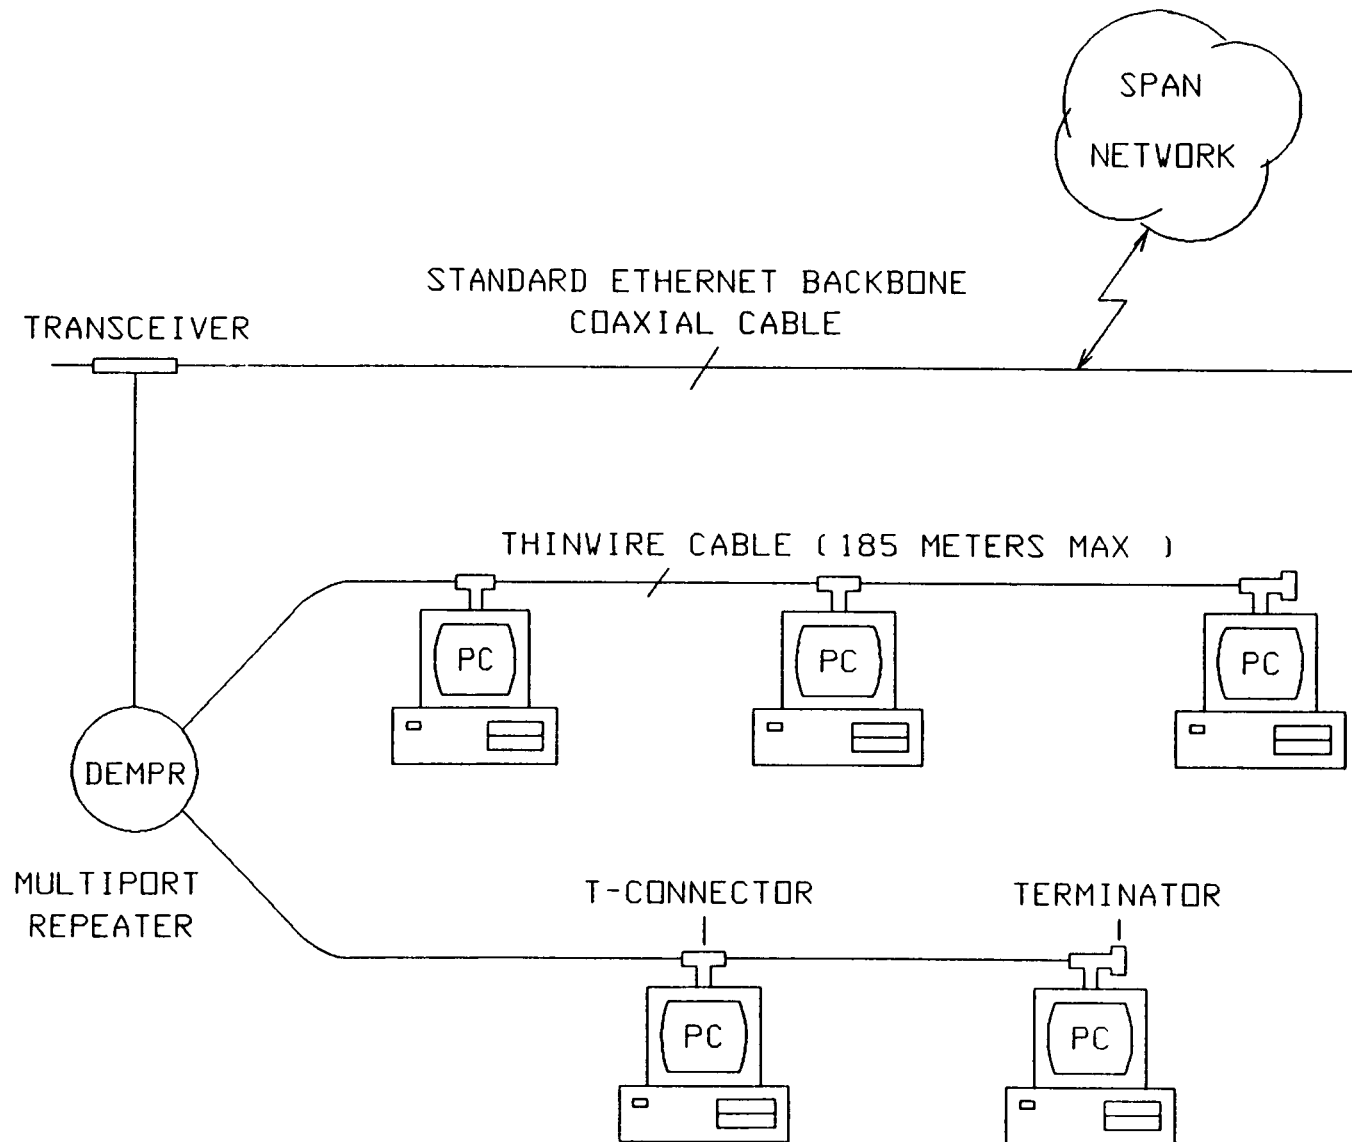 SPAN
NETWORK
STANDARD ETHERNET BACKBONE
COAXIAL CABLE
TRANSCEIVER
THINWIRE CABLE (185 METERS MAX )
PC
PC
PC
DEMPR
MULTIPORT
REPEATER
T-CONNECTOR
TERMINATOR
PC
PC